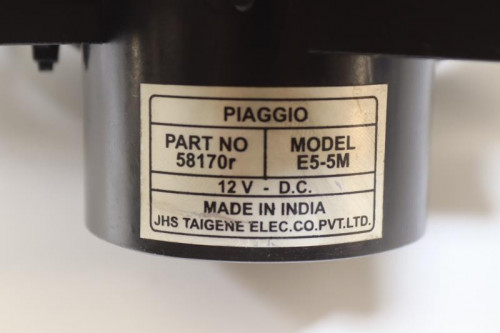 PIAGGIO
PART NO MODEL
58170r E5-5M
12 V - D.C.
MADE IN INDIA
JHS TAIGENE ELEC.CO.PVT.LTD.